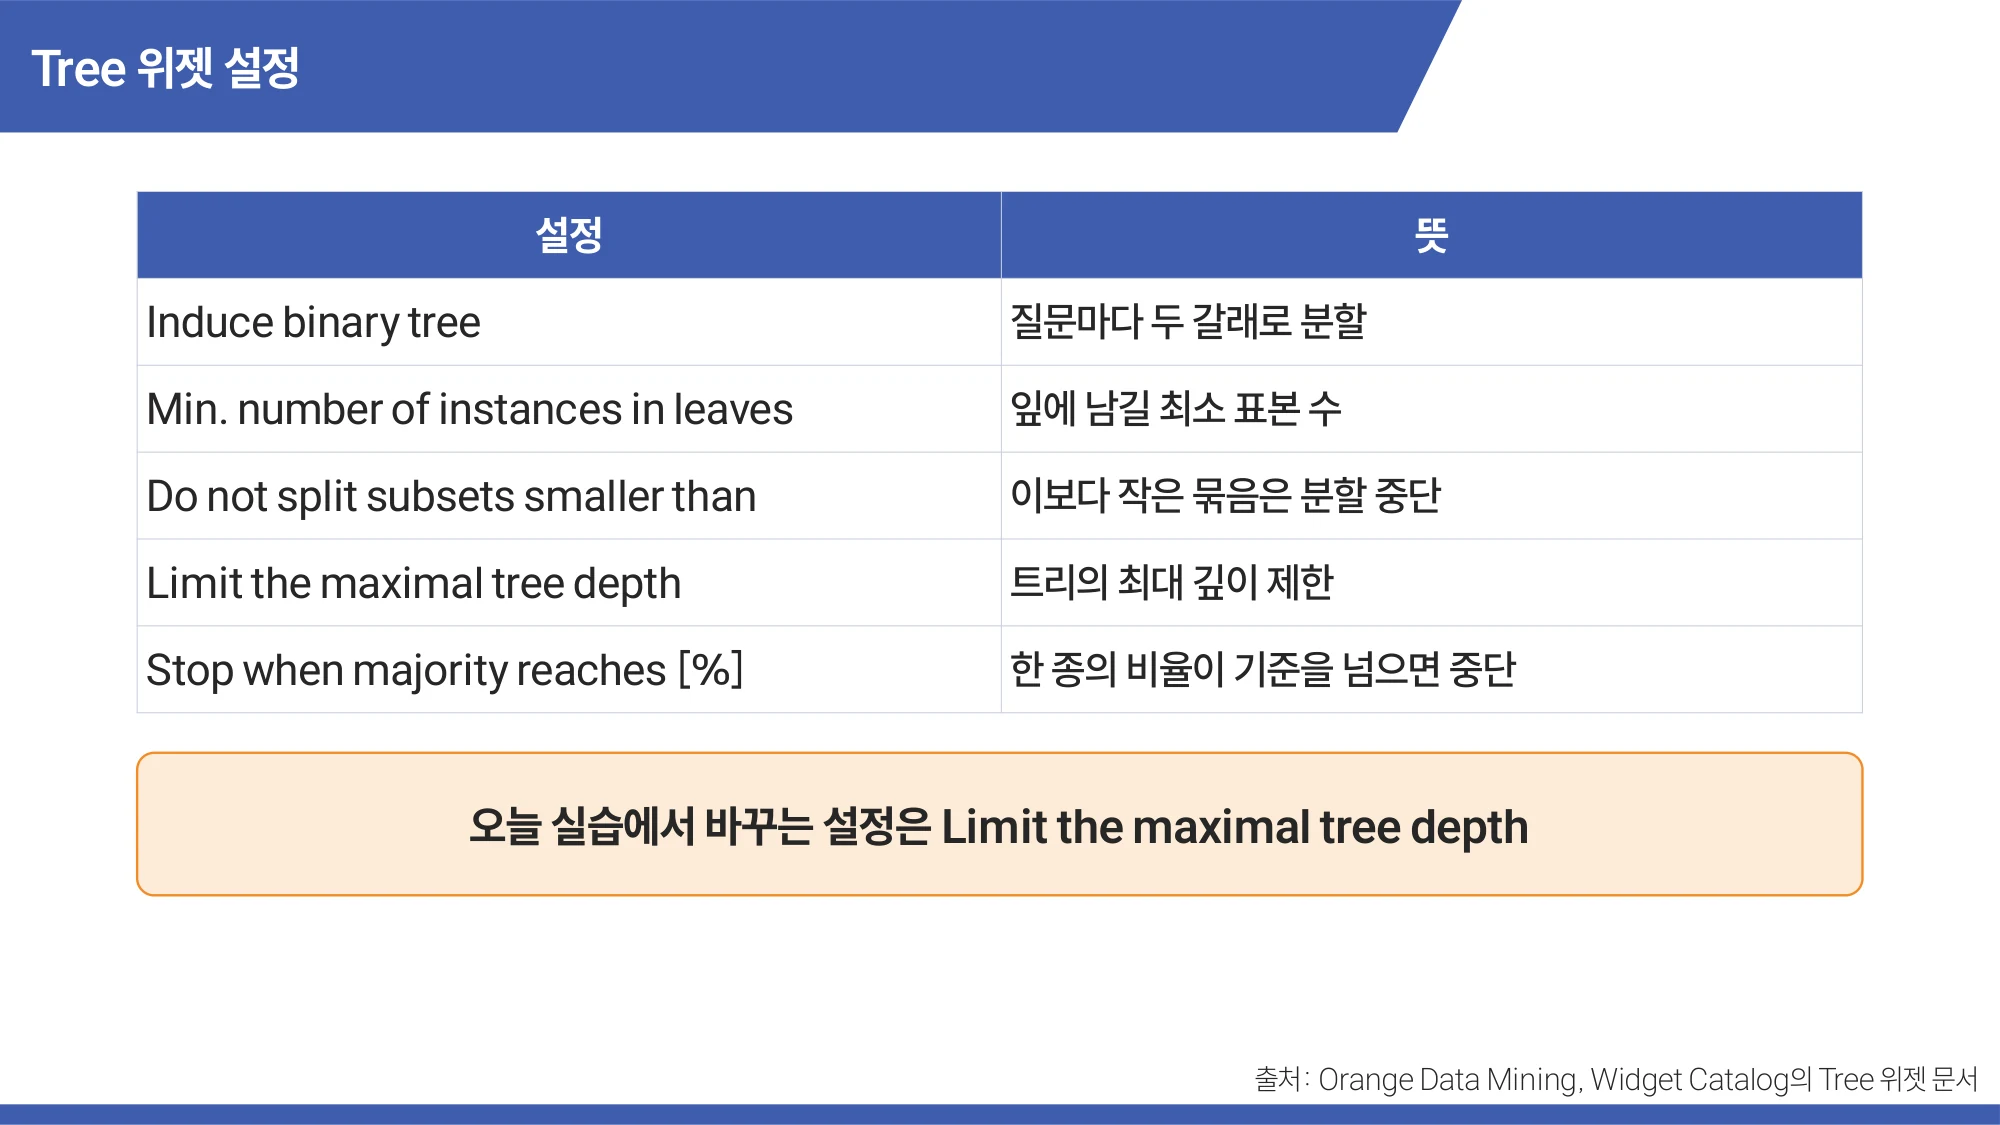 Tree 위젯 설정
설정
뜻
Induce binary tree
질문마다 두 갈래로 분할
Min. number of instances in leaves
잎에 남길 최소 표본 수
Do not split subsets smaller than
이보다 작은 묶음은 분할 중단
Limit the maximal tree depth
트리의 최대 깊이 제한
Stop when majority reaches [%]
한 종의 비율이 기준을 넘으면 중단
오늘 실습에서 바꾸는 설정은 Limit the maximal tree depth
출처: Orange Data Mining, Widget Catalog의 Tree 위젯 문서